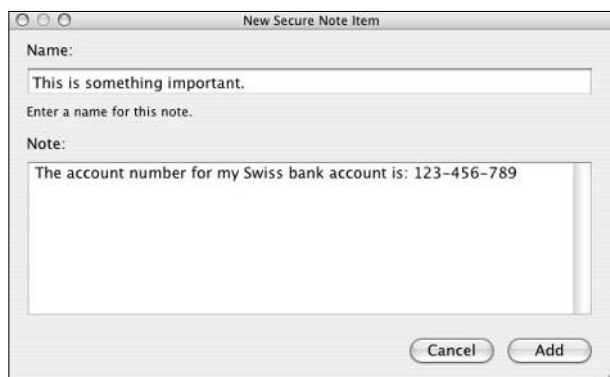 New Secure Note Item
Name:
This is something important.
Enter a name for this note.
Note:
The account number for my Swiss bank account is: 123-456-789
Cancel Add